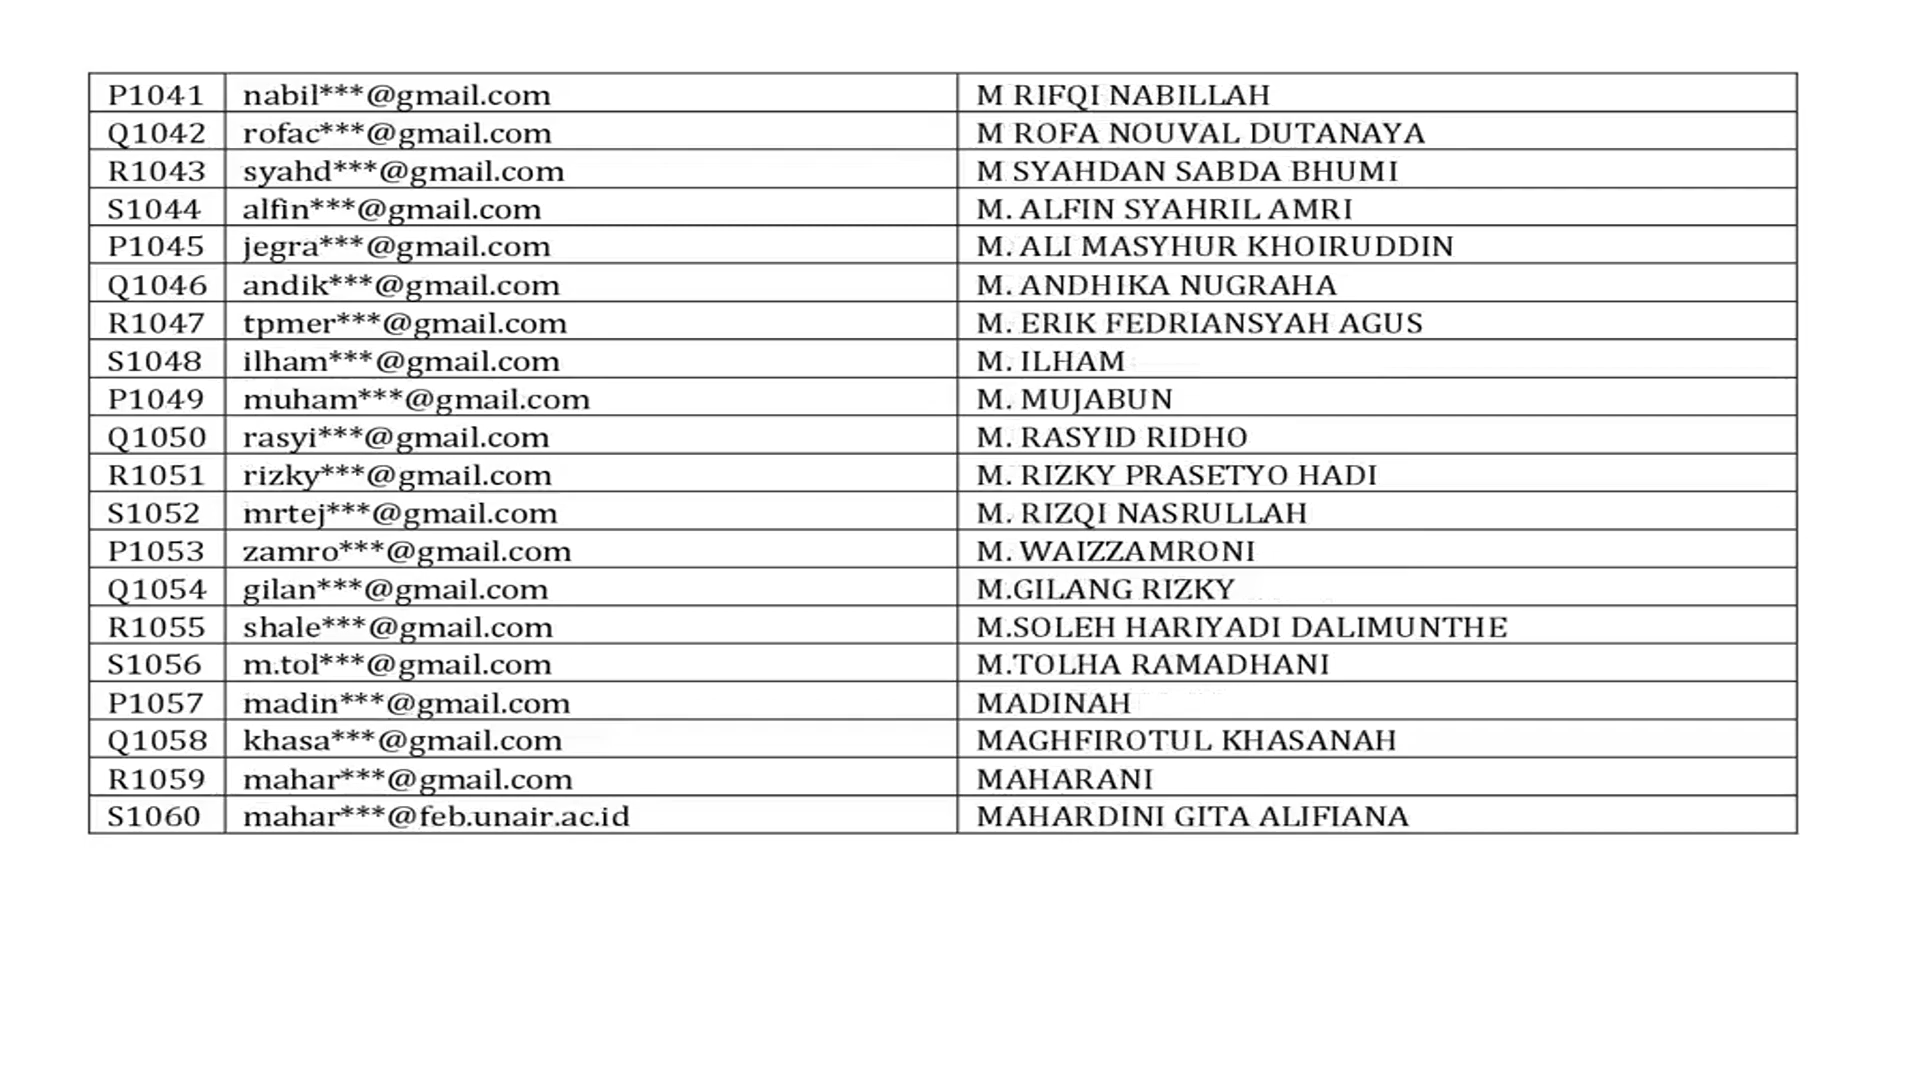 P1041 nabil***@gmail.com M RIFQI NABILLAH
Q1042 rofac***@gmail.com M ROFA NOUVAL DUTANAYA
R1043 syahd***@gmail.com M SYAHDAN SABDA BHUMI
S1044 alfin***@gmail.com M. ALFIN SYAHRIL AMRI
P1045 jegra***@gmail.com M. ALI MASYHUR KHOIRUDDIN
Q1046 andik***@gmail.com M. ANDHIKA NUGRAHA
R1047 tpmer***@gmail.com M. ERIK FEDRIANSYAH AGUS
S1048 ilham***@gmail.com M. ILHAM
P1049 muham***@gmail.com M. MUJABUN
Q1050 rasyi***@gmail.com M. RASYID RIDHO
R1051 rizky***@gmail.com M. RIZKY PRASETYO HADI
S1052 mrtej***@gmail.com M. RIZQI NASRULLAH
P1053 zamro***@gmail.com M. WAIZZAMRONI
Q1054 gilan***@gmail.com M.GILANG RIZKY
R1055 shale***@gmail.com M.SOLEH HARIYADI DALIMUNTHE
S1056 m.tol***@gmail.com M.TOLHA RAMADHANI
P1057 madin***@gmail.com MADINAH
Q1058 khasa***@gmail.com MAGHFIROTUL KHASANAH
R1059 mahar***@gmail.com MAHARANI
S1060 mahar***@feb.unair.ac.id MAHARDINI GITA ALIFIANA